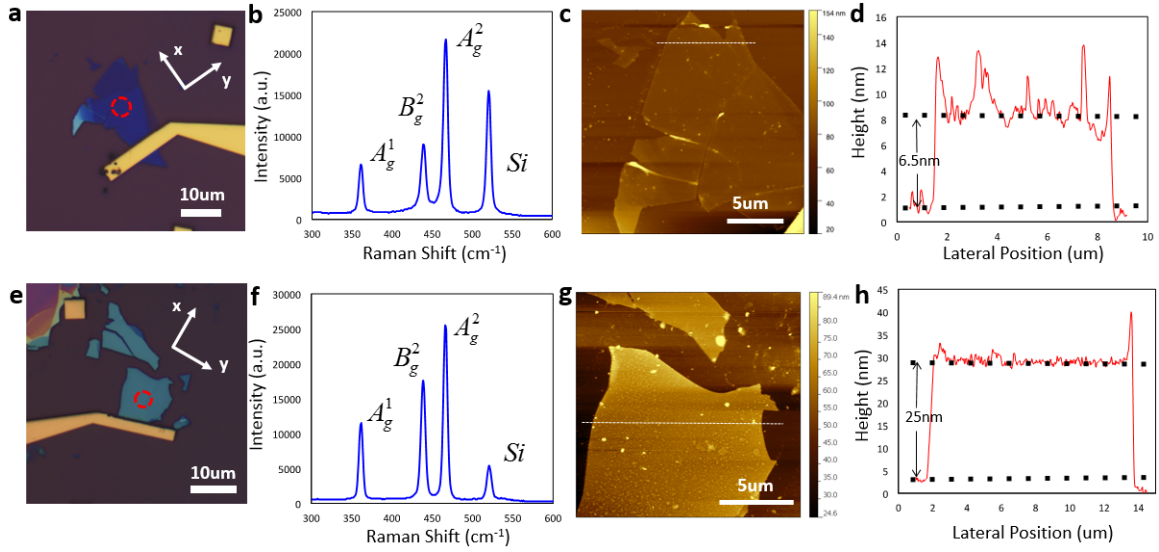 a
x
y
10um
b
Intensity (a.u.)
25000
20000
15000
10000
5000
0
A_g^1
B_g^2
A_g^2
Si
300 350 400 450 500 550 600
Raman Shift (cm⁻¹)
c
5um
154 nm
140
120
100
80
60
40
20
d
Height (nm)
16
14
12
10
8
6
4
2
0
6.5nm
0 2 4 6 8 10
Lateral Position (um)
e
x
y
10um
f
Intensity (a.u.)
30000
25000
20000
15000
10000
5000
0
A_g^1
B_g^2
A_g^2
Si
300 350 400 450 500 550 600
Raman Shift (cm⁻¹)
g
5um
89.4 nm
80.0
70.0
65.0
60.0
55.0
50.0
45.0
40.0
35.0
30.0
24.6
h
Height (nm)
45
40
35
30
25
20
15
10
5
0
25nm
0 2 4 6 8 10 12 14
Lateral Position (um)